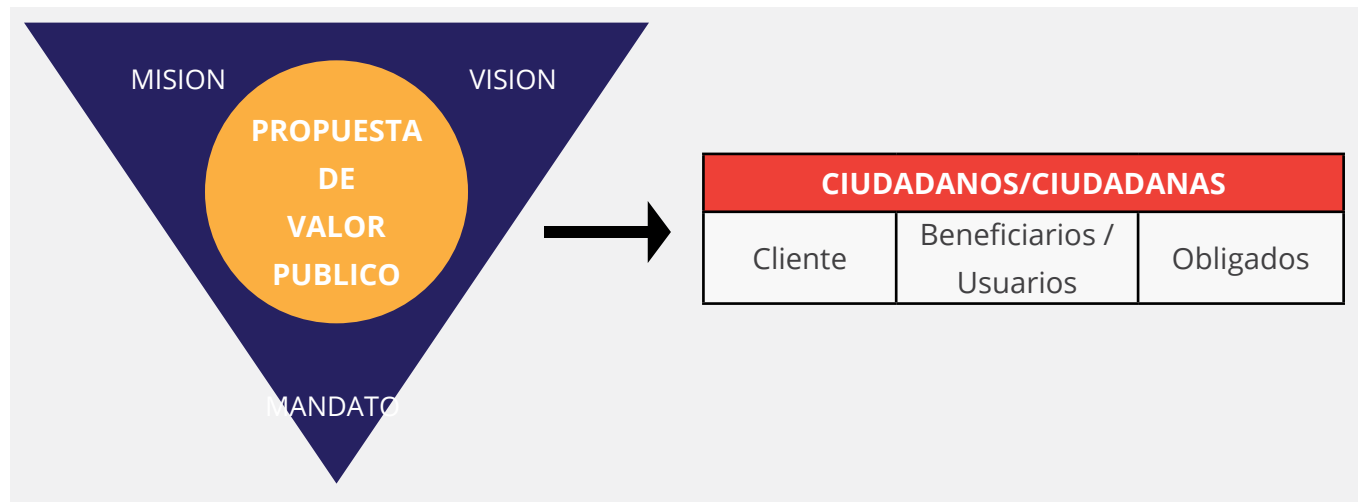 MISION
VISION
PROPUESTA
DE
VALOR
PUBLICO
MANDATO
CIUDADANOS/CIUDADANAS
Cliente
Beneficiarios /
Usuarios
Obligados